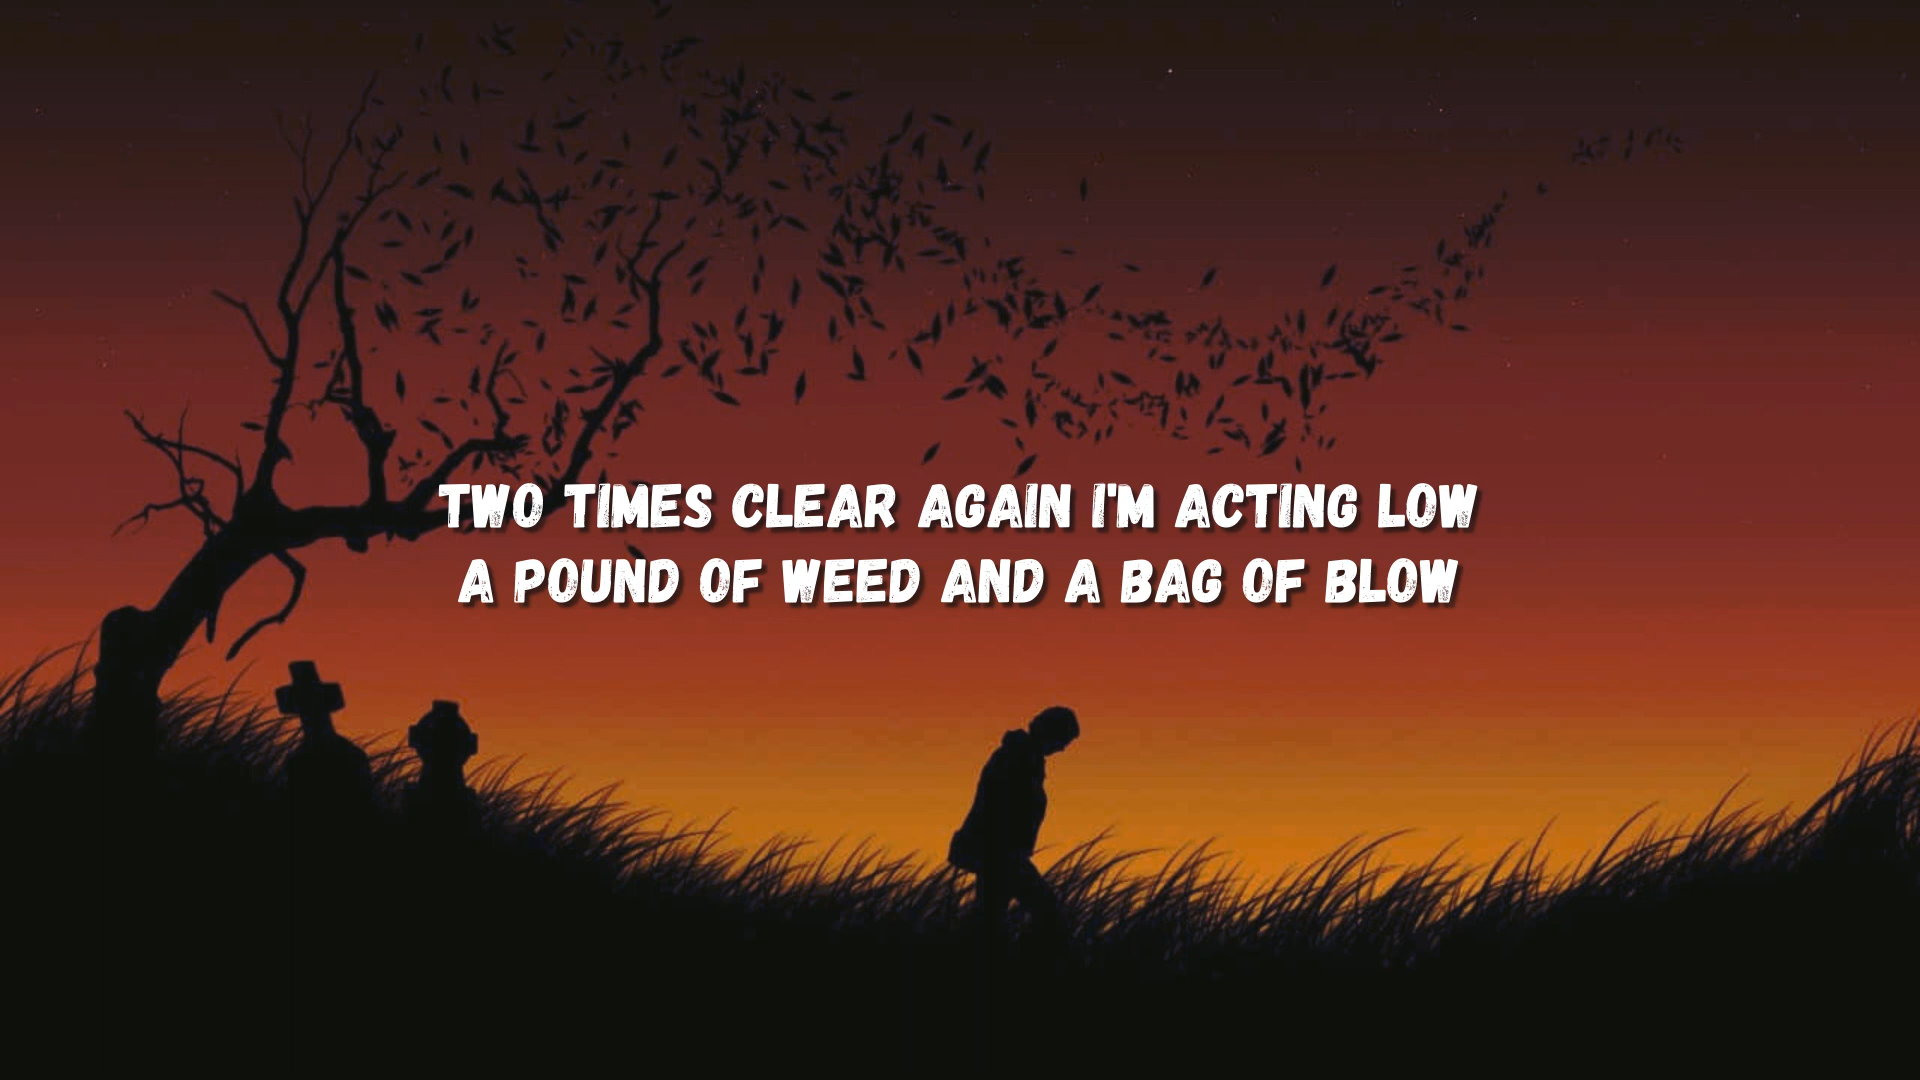 TWO TIMES CLEAR AGAIN I'M ACTING LOW
A POUND OF WEED AND A BAG OF BLOW